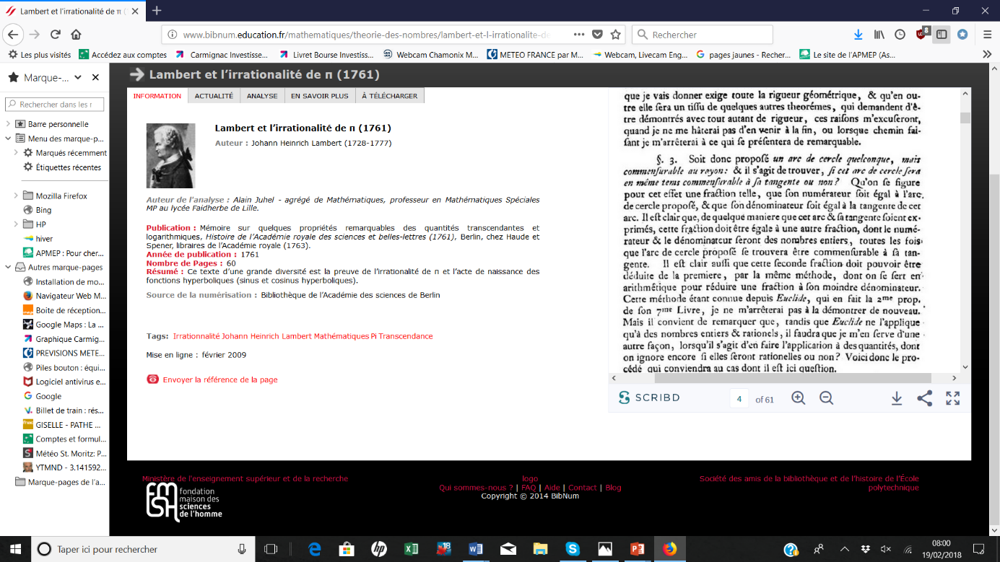 Lambert et l'irrationalité de π (
www.bibnum.education.fr/mathematiques/theorie-des-nombres/lambert-et-l-irrationalite-de
Rechercher
8
Les plus visités
Accédez aux comptes
Carmignac Investisse...
Livret Bourse Investiss...
Webcam Chamonix M...
METEO FRANCE par M...
Webcam, Livecam Eng...
pages jaunes - Recher...
Le site de l'APMEP (As...
Marque-...
Rechercher dans les r
Barre personnelle
Menu des marque-p...
Marqués récemment
Étiquettes récentes
Mozilla Firefox
Bing
HP
hiver
APMEP : Pour cher...
Autres marque-pages
Installation de mo...
Navigateur Web M...
Boite de réception...
Google Maps : La ...
Graphique Carmig...
PREVISIONS METE...
Piles bouton : équi...
Logiciel antivirus e...
Google
Billet de train : rés...
GISELLE - PATHE ...
Comptes et formul...
Météo St. Moritz: P...
YTMND - 3.141592...
Marque-pages de l'a...
Lambert et l'irrationalité de π (1761)
INFORMATION
ACTUALITÉ
ANALYSE
EN SAVOIR PLUS
À TÉLÉCHARGER
Lambert et l'irrationalité de π (1761)
Auteur : Johann Heinrich Lambert (1728-1777)
Auteur de l'analyse : Alain Juhel - agrégé de Mathématiques, professeur en Mathématiques Spéciales
MP au lycée Faidherbe de Lille.
Publication : Mémoire sur quelques propriétés remarquables des quantités transcendantes et
logarithmiques, Histoire de l'Académie royale des sciences et belles-lettres (1761), Berlin, chez Haude et
Spener, libraires de l'Académie royale (1763).
Année de publication : 1761
Nombre de Pages : 60
Résumé : Ce texte d'une grande diversité est la preuve de l'irrationalité de π et l'acte de naissance des
fonctions hyperboliques (sinus et cosinus hyperboliques).
Source de la numérisation : Bibliothèque de l'Académie des sciences de Berlin
Tags: Irrationnalité Johann Heinrich Lambert Mathématiques Pi Transcendance
Mise en ligne : février 2009
Envoyer la référence de la page
que je vais donner exige toute la rigueur géométrique, & qu'en ou-
tre elle ſera un tiſſu de quelques autres theorémes, qui demandent d'ê-
tre démontrés avec tout autant de rigueur, ces raiſons m'excuſeront,
quand je ne me hâterai pas d'en venir à la fin, ou lorsque chemin fai-
ſant je m'arrêterai à ce qui ſe préſentera de remarquable.
§. 3. Soit donc propoſé un arc de cercle quelconque, mais
commenſurable au rayon: & il s'agit de trouver, ſi cet arc de cercle ſera
en même tems commenſurable à ſa tangente ou non? Qu'on ſe figure
pour cet effet une fraction telle, que ſon numérateur ſoit égal à l'arc
de cercle propoſé, & que ſon dénominateur ſoit égal à la tangente de cet
arc. Il eſt clair que, de quelque maniere que cet arc & ſa tangente ſoient ex-
primés, cette fraction doit être égale à une autre fraction, dont le numé-
rateur & le dénominateur ſeront des nombres entiers, toutes les fois
que l'arc de cercle propoſé ſe trouvera être commenſurable à ſa tan-
gente. Il eſt clair auſſi que cette ſeconde fraction doit pouvoir être
déduite de la premiere, par la même méthode, dont on ſe ſert en
arithmétique pour réduire une fraction à ſon moindre dénominateur.
Cette méthode étant connue depuis Euclide, qui en fait la 2me prop.
de ſon 7me Livre, je ne m'arrêterai pas à la démontrer de nouveau.
Mais il convient de remarquer que, tandis que Euclide ne l'applique
qu'à des nombres entiers & rationels, il faudra que je m'en ſerve d'une
autre façon, lorsqu'il s'agit d'en faire l'application à des quantités, dont
on ignore encore ſi elles ſeront rationelles ou non? Voici donc le pro-
cédé qui conviendra au cas dont il eſt ici queſtion.
SCRIBD
4 of 61
Ministère de l'enseignement supérieur et de la recherche
fondation
maison des
sciences
de l'homme
logo
Qui sommes-nous ? | FAQ | Aide | Contact | Blog
Copyright © 2014 BibNum
Société des amis de la bibliothèque et de l'histoire de l'École
polytechnique
Taper ici pour rechercher
08:00
19/02/2018